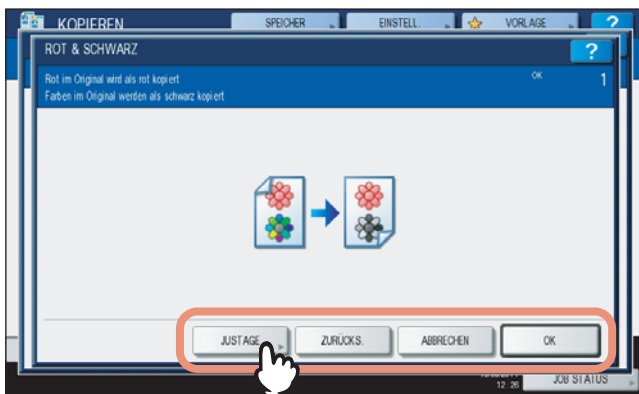 KOPIEREN SPEICHER EINSTELL. VORLAGE ?
ROT & SCHWARZ ?
Rot im Original wird als rot kopiert OK 1
Farben im Original werden als schwarz kopiert
JUSTAGE ZURÜCKS. ABBRECHEN OK
12:26 JOB STATUS